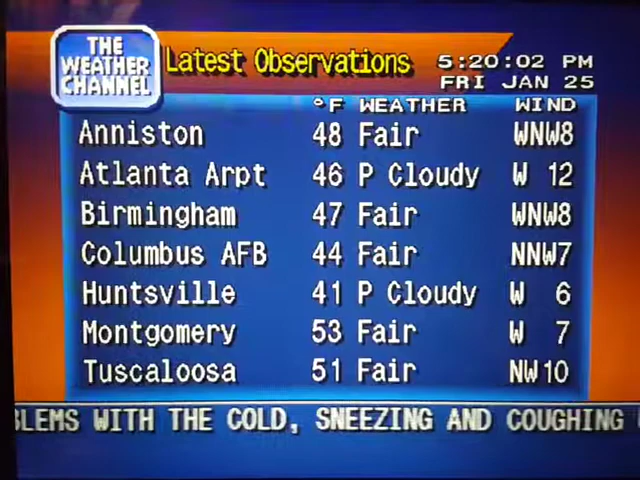 THE
WEATHER
CHANNEL
Latest Observations
5:20:02 PM
FRI JAN 25
°F WEATHER WIND
Anniston 48 Fair WNW8
Atlanta Arpt 46 P Cloudy W 12
Birmingham 47 Fair WNW8
Columbus AFB 44 Fair NNW7
Huntsville 41 P Cloudy W 6
Montgomery 53 Fair W 7
Tuscaloosa 51 Fair NW10
BLEMS WITH THE COLD, SNEEZING AND COUGHING